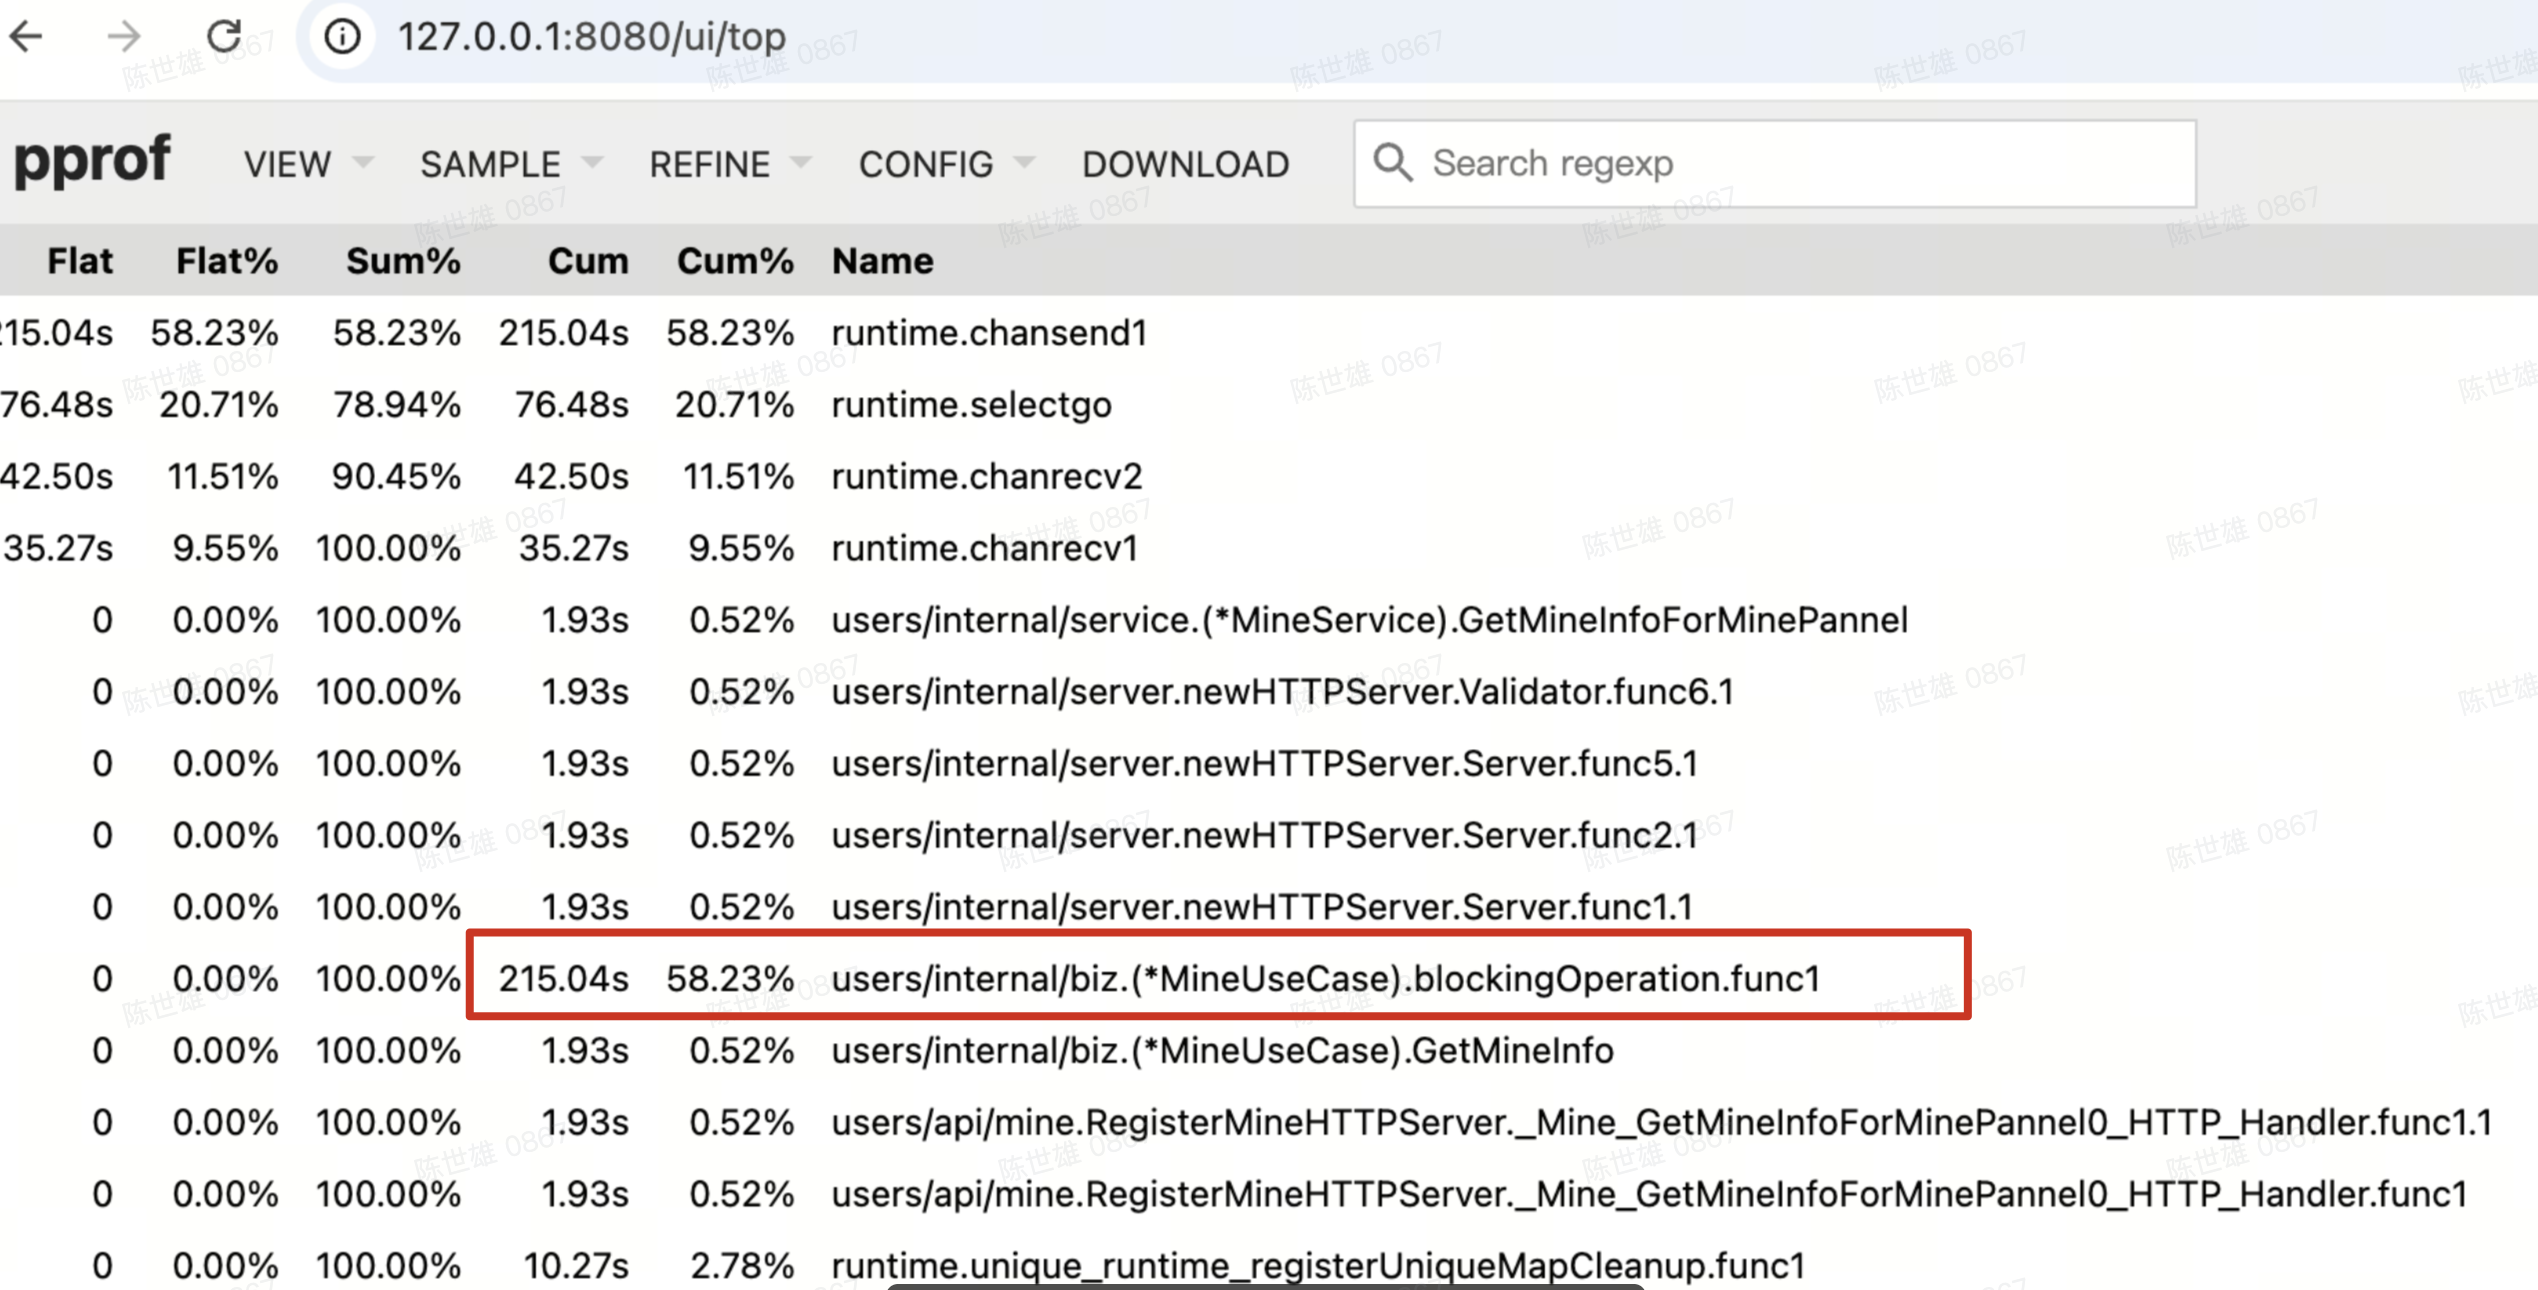 127.0.0.1:8080/ui/top
pprof VIEW SAMPLE REFINE CONFIG DOWNLOAD Search regexp
Flat Flat% Sum% Cum Cum% Name
215.04s 58.23% 58.23% 215.04s 58.23% runtime.chansend1
76.48s 20.71% 78.94% 76.48s 20.71% runtime.selectgo
42.50s 11.51% 90.45% 42.50s 11.51% runtime.chanrecv2
35.27s 9.55% 100.00% 35.27s 9.55% runtime.chanrecv1
0 0.00% 100.00% 1.93s 0.52% users/internal/service.(*MineService).GetMineInfoForMinePannel
0 0.00% 100.00% 1.93s 0.52% users/internal/server.newHTTPServer.Validator.func6.1
0 0.00% 100.00% 1.93s 0.52% users/internal/server.newHTTPServer.Server.func5.1
0 0.00% 100.00% 1.93s 0.52% users/internal/server.newHTTPServer.Server.func2.1
0 0.00% 100.00% 1.93s 0.52% users/internal/server.newHTTPServer.Server.func1.1
0 0.00% 100.00% 215.04s 58.23% users/internal/biz.(*MineUseCase).blockingOperation.func1
0 0.00% 100.00% 1.93s 0.52% users/internal/biz.(*MineUseCase).GetMineInfo
0 0.00% 100.00% 1.93s 0.52% users/api/mine.RegisterMineHTTPServer._Mine_GetMineInfoForMinePannel0_HTTP_Handler.func1.1
0 0.00% 100.00% 1.93s 0.52% users/api/mine.RegisterMineHTTPServer._Mine_GetMineInfoForMinePannel0_HTTP_Handler.func1
0 0.00% 100.00% 10.27s 2.78% runtime.unique_runtime_registerUniqueMapCleanup.func1
陈世雄 0867